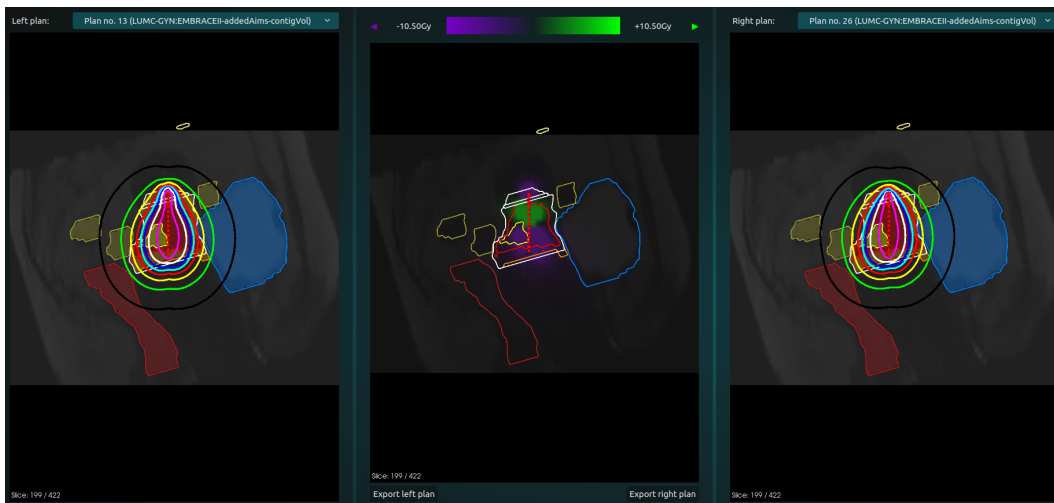 Left plan: Plan no. 13 (LUMC-GYN:EMBRACEII-addedAims-contigVol)
-10.50Gy +10.50Gy
Right plan: Plan no. 26 (LUMC-GYN:EMBRACEII-addedAims-contigVol)
Slice: 199 / 422
Slice: 199 / 422
Slice: 199 / 422
Export left plan Export right plan